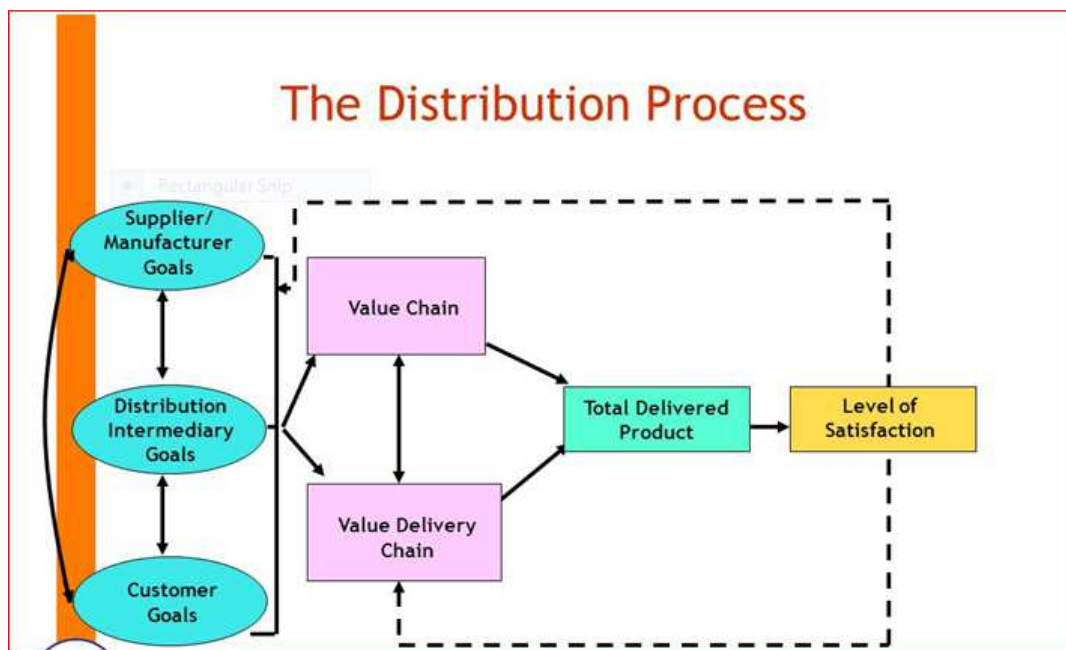 The Distribution Process
Rectangular Snip
Supplier/
Manufacturer
Goals
Value Chain
Distribution
Intermediary
Goals
Total Delivered
Product
Level of
Satisfaction
Value Delivery
Chain
Customer
Goals